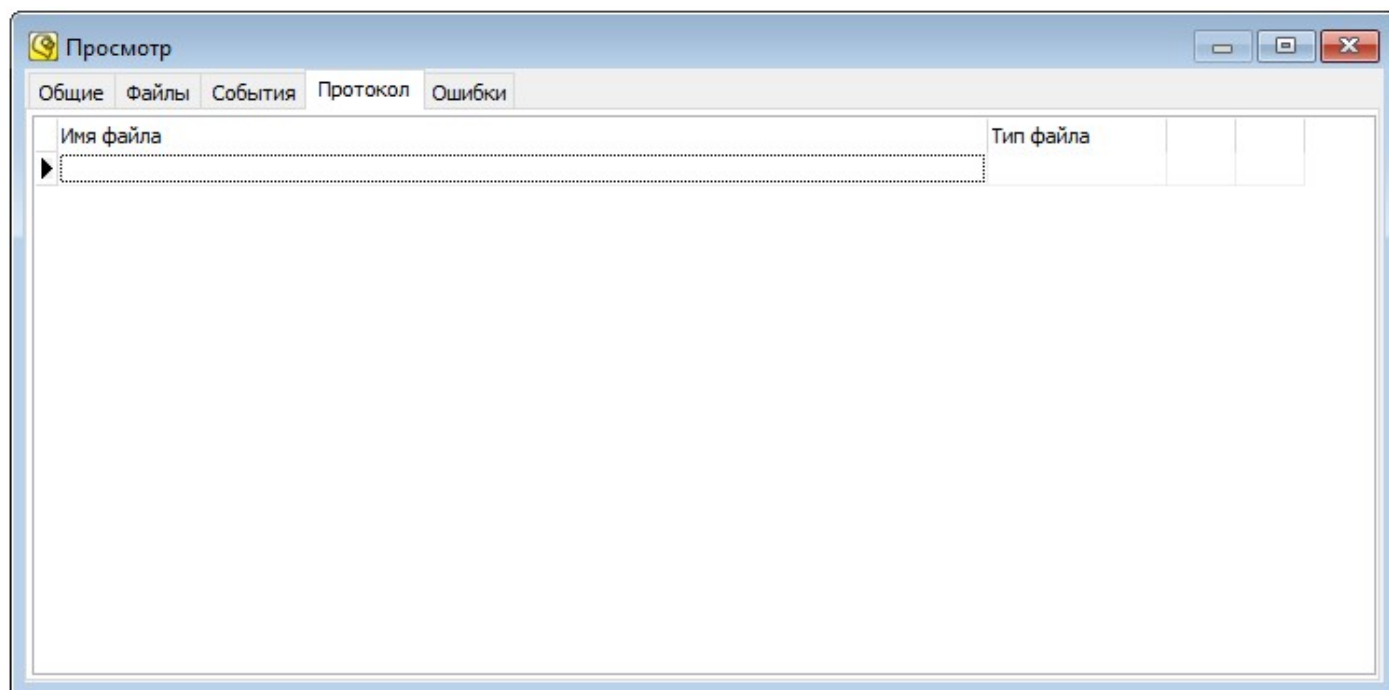 Просмотр
Общие Файлы События Протокол Ошибки
Имя файла Тип файла